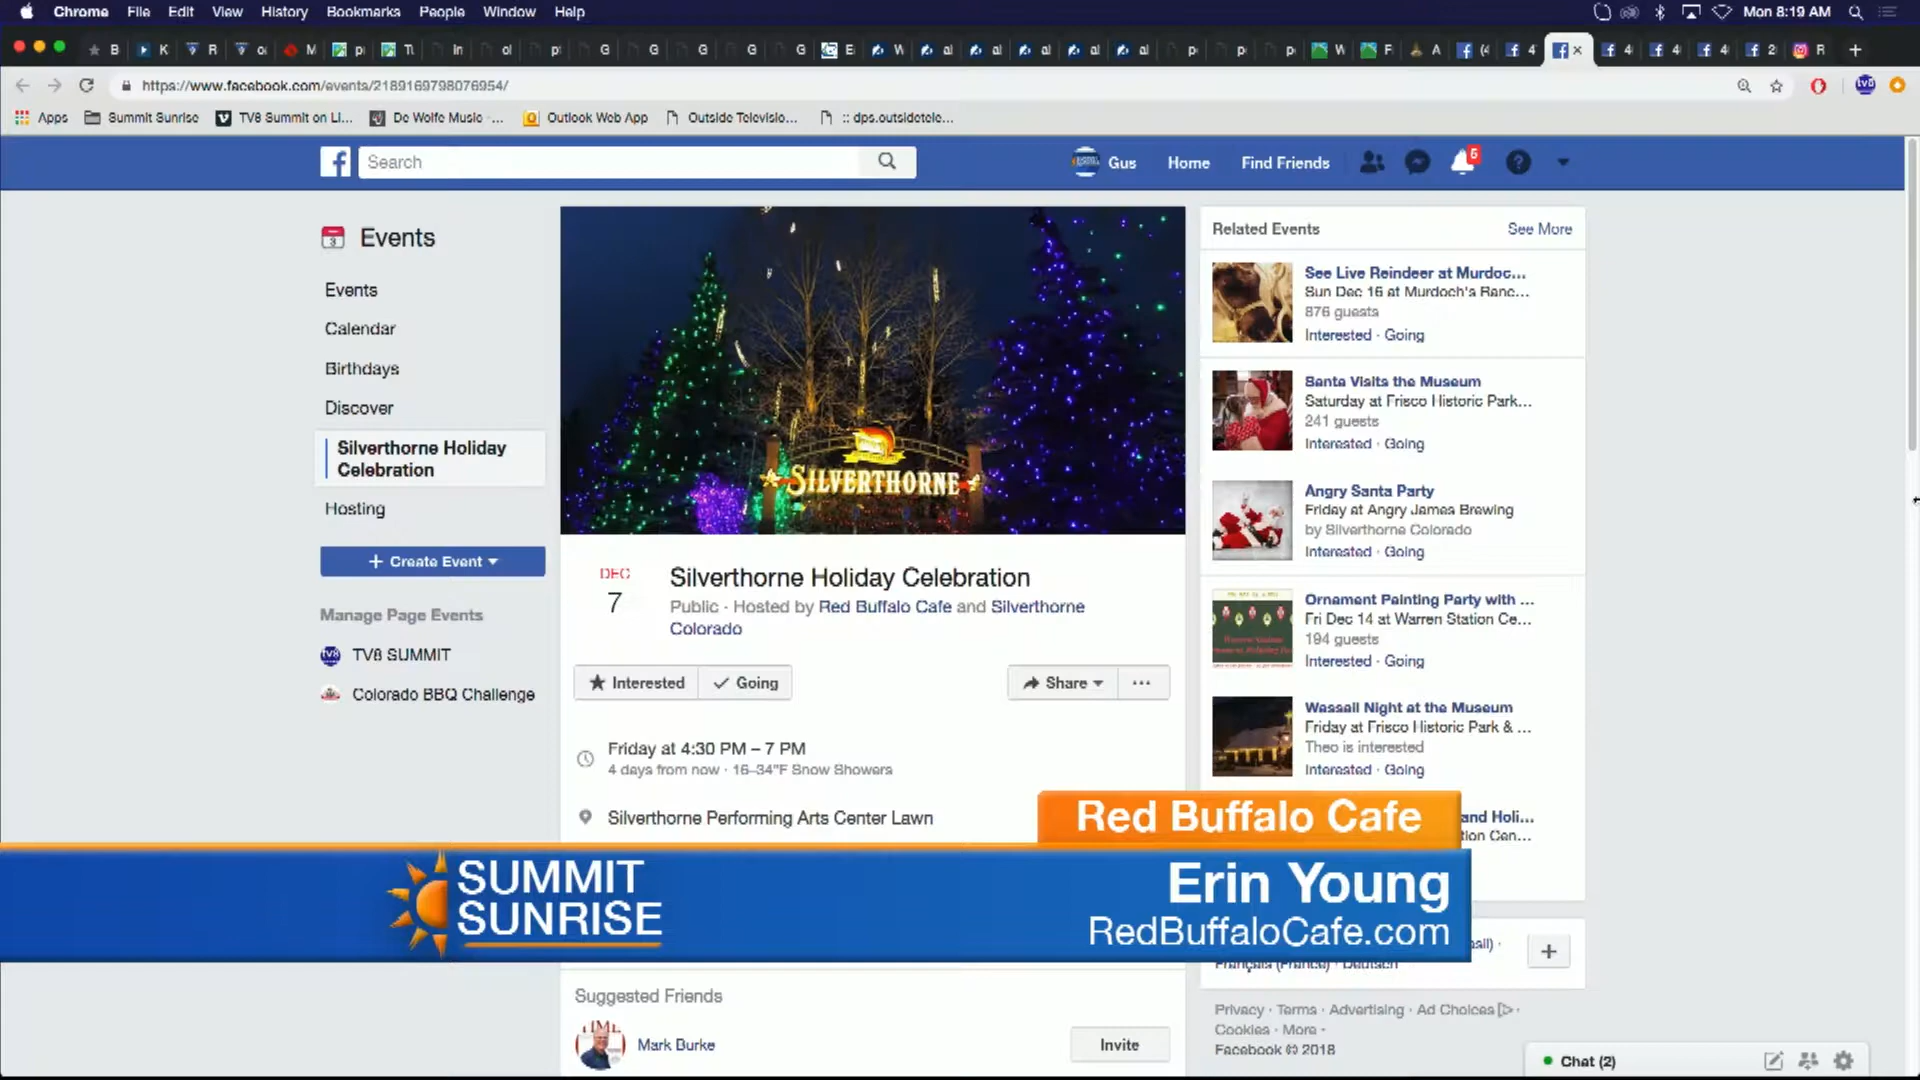 Chrome File Edit View History Bookmarks People Window Help Mon 8:19 AM
https://www.facebook.com/events/2189169798076954/
Apps Summit Sunrise TV8 Summit on Li... De Wolfe Music -... Outlook Web App Outside Televisio... :: dps.outsidetele...
Search Gus Home Find Friends 6
Events
Events
Calendar
Birthdays
Discover
Silverthorne Holiday
Celebration
Hosting
+ Create Event
Manage Page Events
TV8 SUMMIT
Colorado BBQ Challenge
SILVERTHORNE
DEC
7
Silverthorne Holiday Celebration
Public · Hosted by Red Buffalo Cafe and Silverthorne
Colorado
Interested Going Share ...
Friday at 4:30 PM – 7 PM
4 days from now · 16–34°F Snow Showers
Silverthorne Performing Arts Center Lawn
Related Events See More
See Live Reindeer at Murdoc...
Sun Dec 16 at Murdoch's Ranc...
876 guests
Interested · Going
Santa Visits the Museum
Saturday at Frisco Historic Park...
241 guests
Interested · Going
Angry Santa Party
Friday at Angry James Brewing
by Silverthorne Colorado
Interested · Going
Ornament Painting Party with ...
Fri Dec 14 at Warren Station Ce...
194 guests
Interested · Going
Wassail Night at the Museum
Friday at Frisco Historic Park & ...
Theo is interested
Interested · Going
and Holi...
tion Cen...
Red Buffalo Cafe
SUMMIT
SUNRISE
Erin Young
RedBuffaloCafe.com
Français (France) · Deutsch
Suggested Friends
Mark Burke Invite
Privacy · Terms · Advertising · Ad Choices ·
Cookies · More
Facebook © 2018
Chat (2)